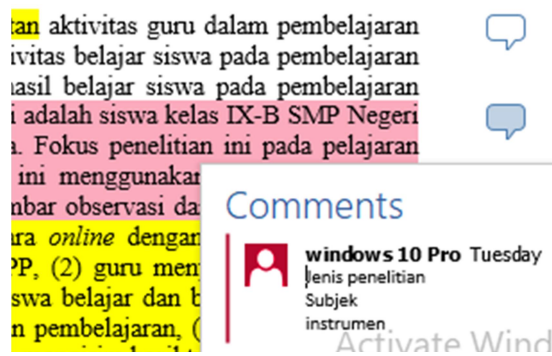 tan aktivitas guru dalam pembelajaran
ivitas belajar siswa pada pembelajaran
hasil belajar siswa pada pembelajaran
i adalah siswa kelas IX-B SMP Negeri
a. Fokus penelitian ini pada pelajaran
ini menggunakan
mbar observasi da
ara online dengan
PP, (2) guru men
swa belajar dan b
n pembelajaran, (
Comments
windows 10 Pro Tuesday
Jenis penelitian
Subjek
instrumen
Activate Wind